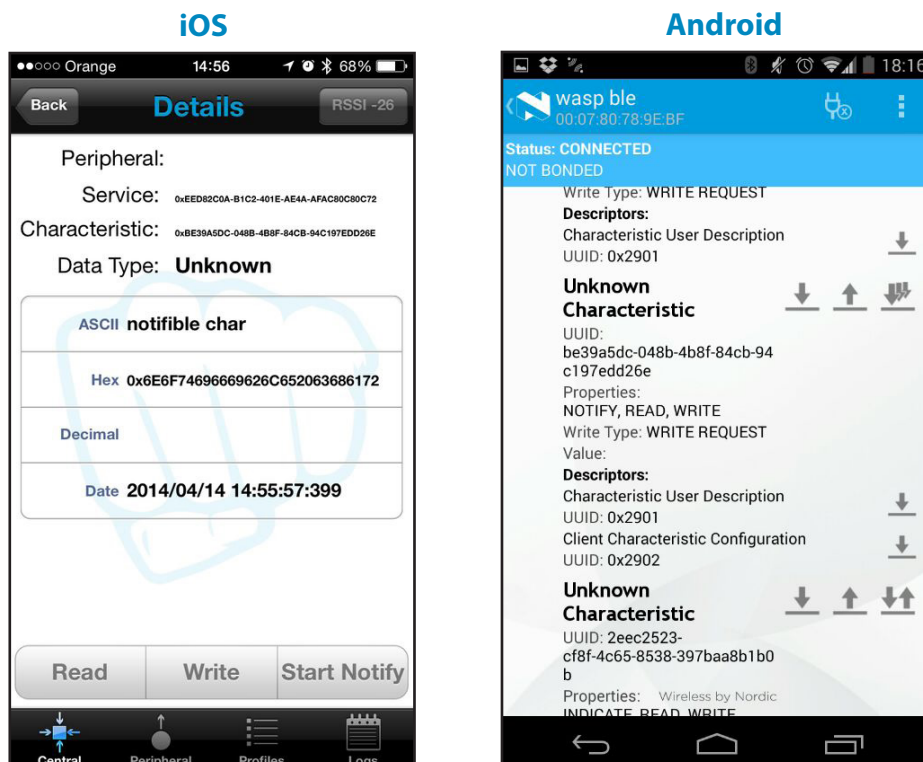 iOS
Orange 14:56 68%
Back Details RSSI -26
Peripheral:
Service: 0xEED82C0A-B1C2-401E-AE4A-AFAC80C80C72
Characteristic: 0xBE39A5DC-048B-4B8F-84CB-94C197EDD26E
Data Type: Unknown
ASCII notifible char
Hex 0x6E6F74696669626C652063686172
Decimal
Date 2014/04/14 14:55:57:399
Read Write Start Notify
Central Peripheral Profiles Logs
Android
18:16
wasp ble
00:07:80:78:9E:BF
Status: CONNECTED
NOT BONDED
Write Type: WRITE REQUEST
Descriptors:
Characteristic User Description
UUID: 0x2901
Unknown
Characteristic
UUID:
be39a5dc-048b-4b8f-84cb-94
c197edd26e
Properties:
NOTIFY, READ, WRITE
Write Type: WRITE REQUEST
Value:
Descriptors:
Characteristic User Description
UUID: 0x2901
Client Characteristic Configuration
UUID: 0x2902
Unknown
Characteristic
UUID: 2eec2523-
cf8f-4c65-8538-397baa8b1b0
b
Properties: Wireless by Nordic
INDICATE, READ, WRITE